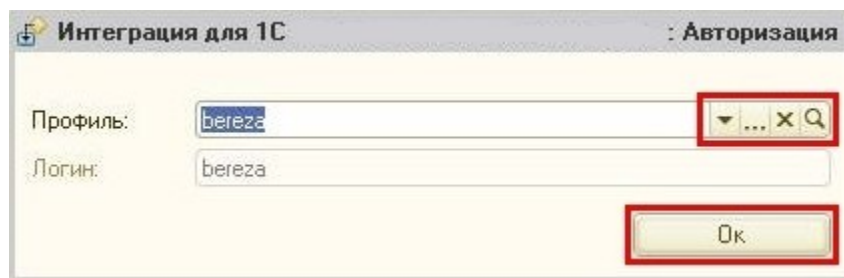 Интеграция для 1С : Авторизация
Профиль: bereza ... ×
Логин: bereza
Ок